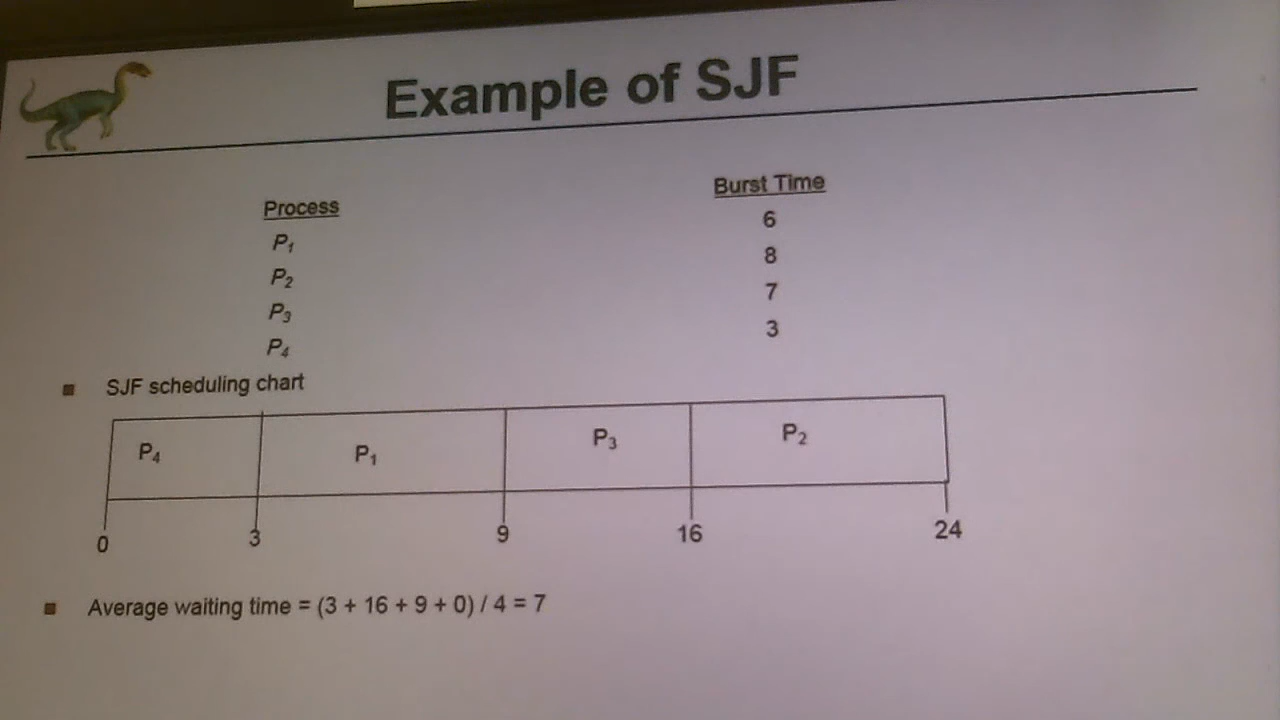 Example of SJF
Process Burst Time
P1 6
P2 8
P3 7
P4 3
SJF scheduling chart
P4 P1 P3 P2
0 3 9 16 24
Average waiting time = (3 + 16 + 9 + 0) / 4 = 7